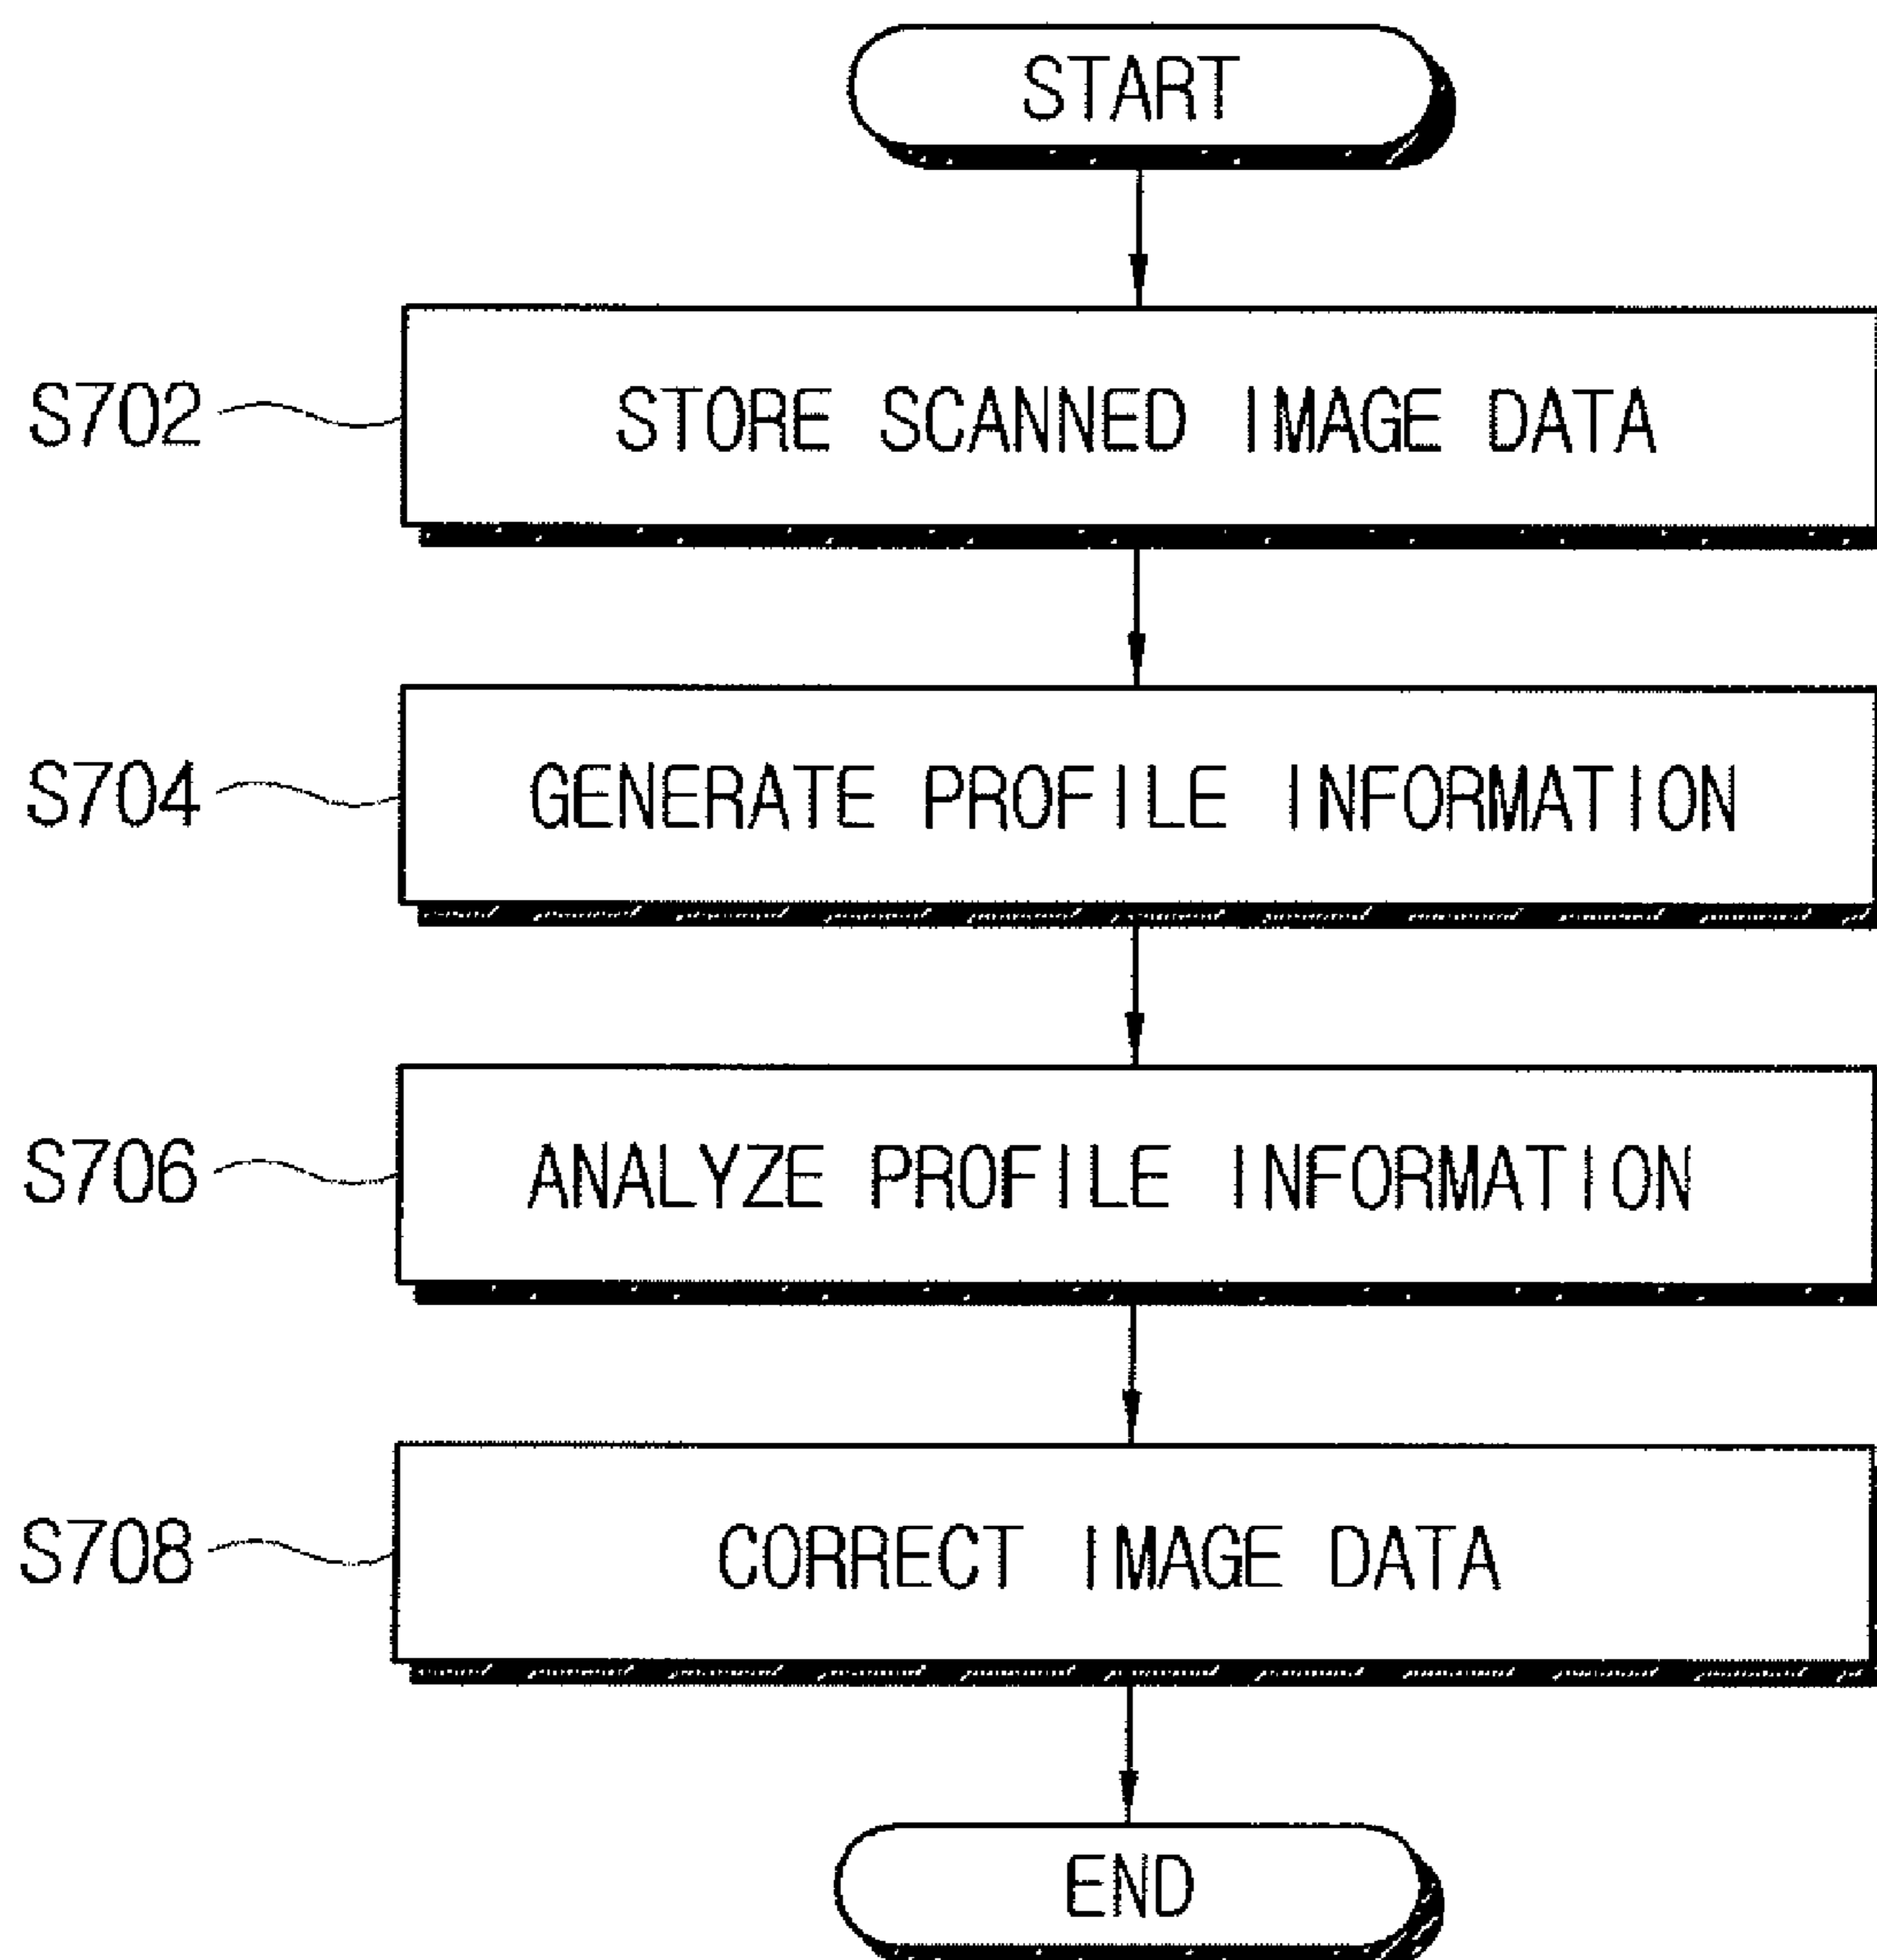 START
S702 STORE SCANNED IMAGE DATA
S704 GENERATE PROFILE INFORMATION
S706 ANALYZE PROFILE INFORMATION
S708 CORRECT IMAGE DATA
END